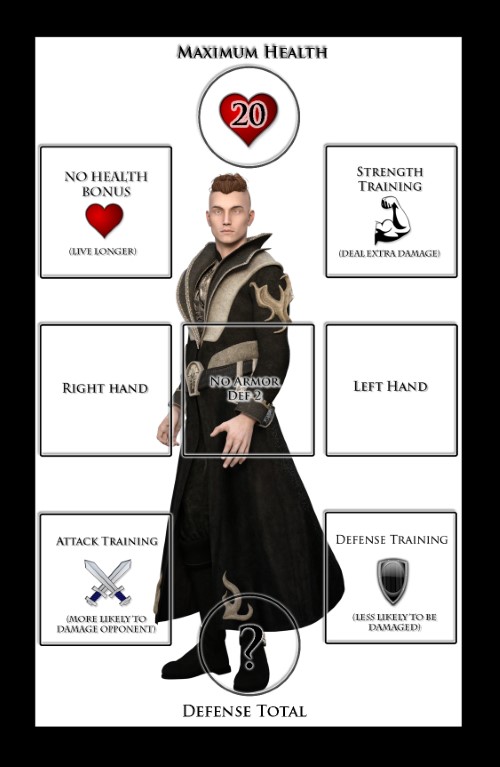 Maximum Health
20
No Health
Bonus
(Live Longer)
Strength
Training
(Deal Extra Damage)
Right hand
No Armor
Def 2
Left Hand
Attack Training
(More likely to
damage opponent)
Defense Training
(Less likely to be
damaged)
?
Defense Total